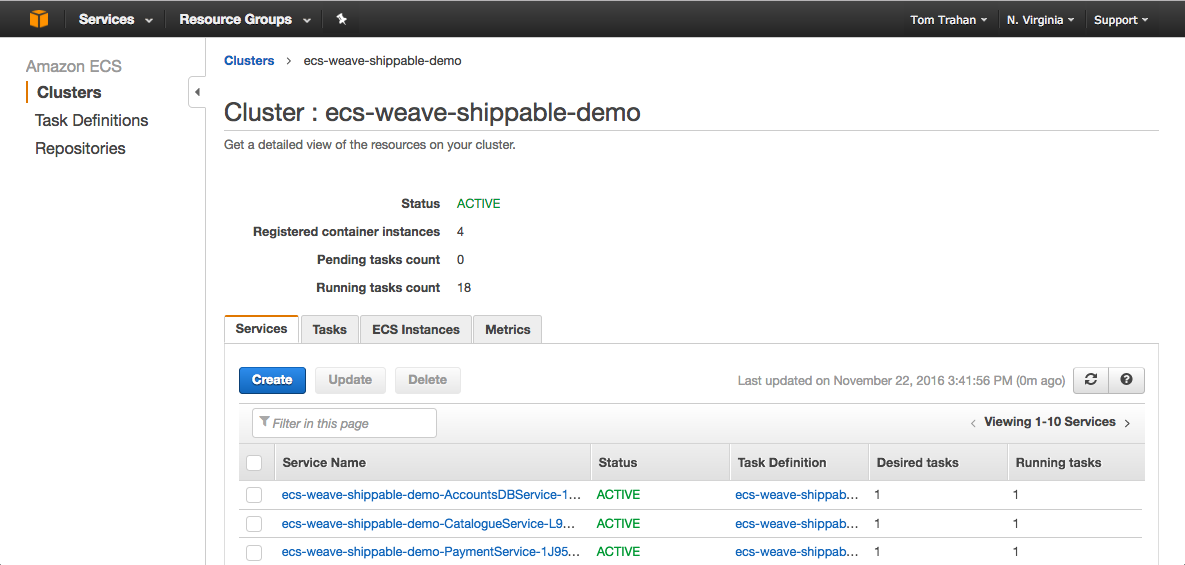 Services Resource Groups Tom Trahan N. Virginia Support
Amazon ECS
Clusters
Task Definitions
Repositories
Clusters > ecs-weave-shippable-demo
Cluster : ecs-weave-shippable-demo
Get a detailed view of the resources on your cluster.
Status ACTIVE
Registered container instances 4
Pending tasks count 0
Running tasks count 18
Services Tasks ECS Instances Metrics
Create Update Delete Last updated on November 22, 2016 3:41:56 PM (0m ago)
Filter in this page < Viewing 1-10 Services >
Service Name Status Task Definition Desired tasks Running tasks
ecs-weave-shippable-demo-AccountsDBService-1... ACTIVE ecs-weave-shippab... 1 1
ecs-weave-shippable-demo-CatalogueService-L9... ACTIVE ecs-weave-shippab... 1 1
ecs-weave-shippable-demo-PaymentService-1J95... ACTIVE ecs-weave-shippab... 1 1